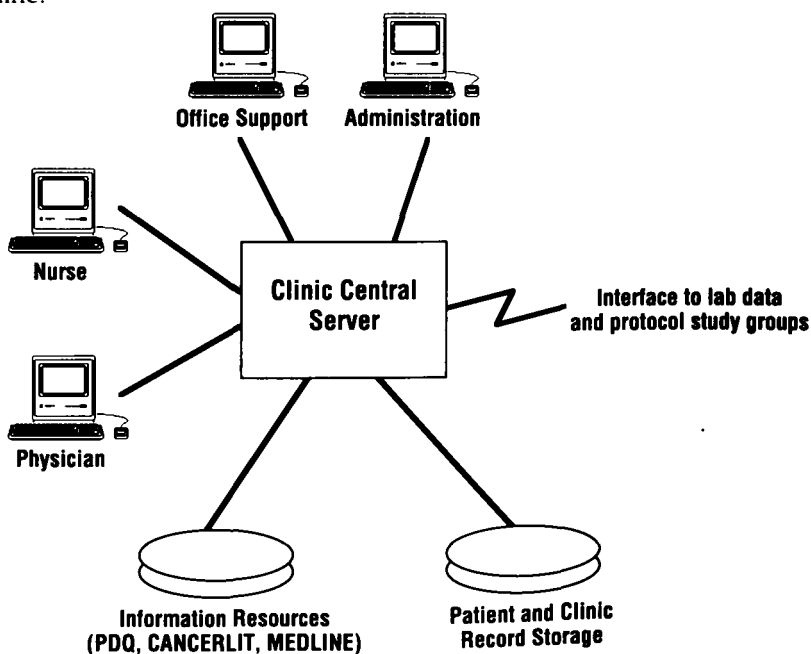 Office Support
Administration
Nurse
Clinic Central
Server
Interface to lab data
and protocol study groups
Physician
Information Resources
(PDQ, CANCERLIT, MEDLINE)
Patient and Clinic
Record Storage